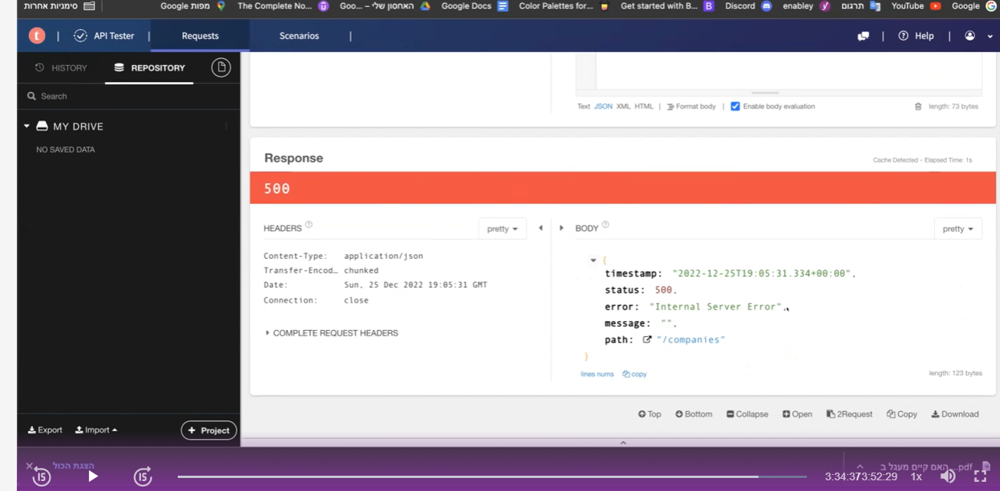 סימניות אחרות Google מפות The Complete No... Goo... – האחסון שלי Google Docs Color Palettes for... Get started with B... Discord enabley תרגום YouTube Google
t | API Tester | Requests Scenarios | | Help |
HISTORY REPOSITORY
Search
MY DRIVE
NO SAVED DATA
Text JSON XML HTML | Format body | Enable body evaluation length: 73 bytes
Response
Cache Detected - Elapsed Time: 1s
500
HEADERS ? pretty
BODY ? pretty
Content-Type: application/json
Transfer-Encod… chunked
Date: Sun, 25 Dec 2022 19:05:31 GMT
Connection: close
COMPLETE REQUEST HEADERS
{
timestamp: "2022-12-25T19:05:31.334+00:00",
status: 500,
error: "Internal Server Error",
message: "",
path: "/companies"
}
lines nums copy length: 123 bytes
Top Bottom Collapse Open 2Request Copy Download
Export Import + Project
הצגת הכול
האם קיים מעגל ב....pdf
15 15 3:52:29 1x